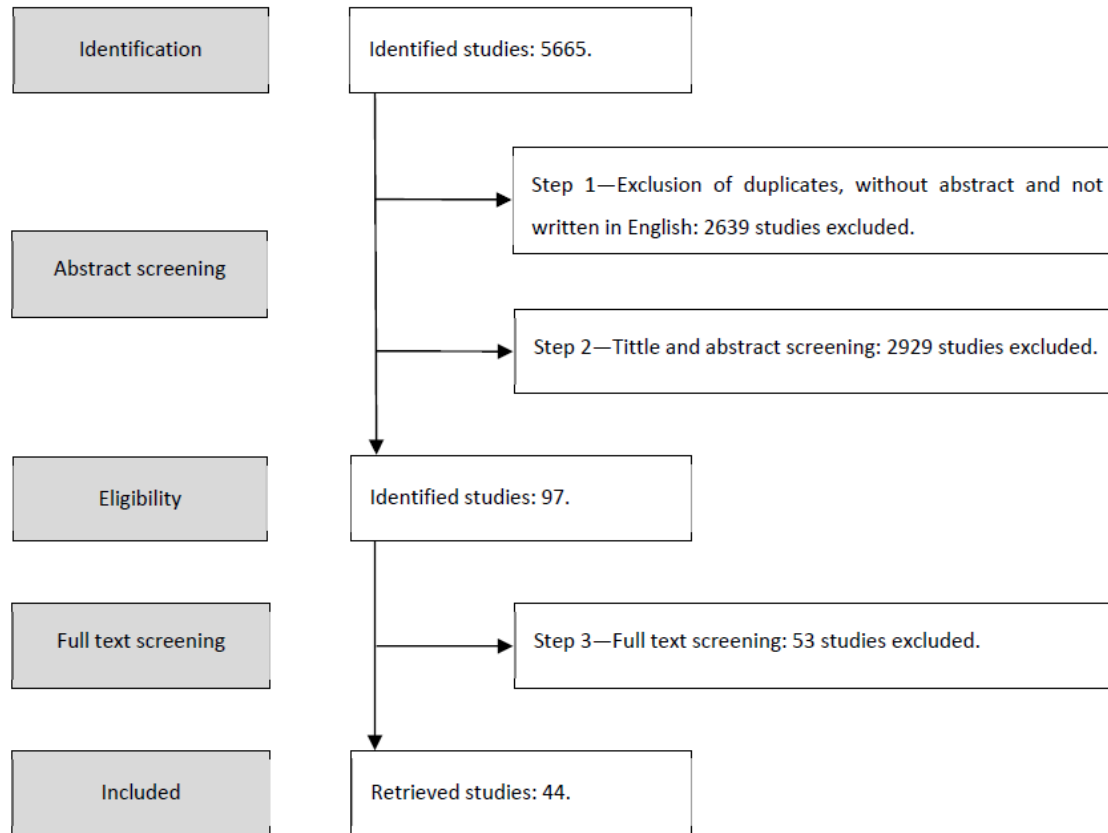 Identification
Identified studies: 5665.
Step 1—Exclusion of duplicates, without abstract and not
written in English: 2639 studies excluded.
Abstract screening
Step 2—Tittle and abstract screening: 2929 studies excluded.
Eligibility
Identified studies: 97.
Full text screening
Step 3—Full text screening: 53 studies excluded.
Included
Retrieved studies: 44.